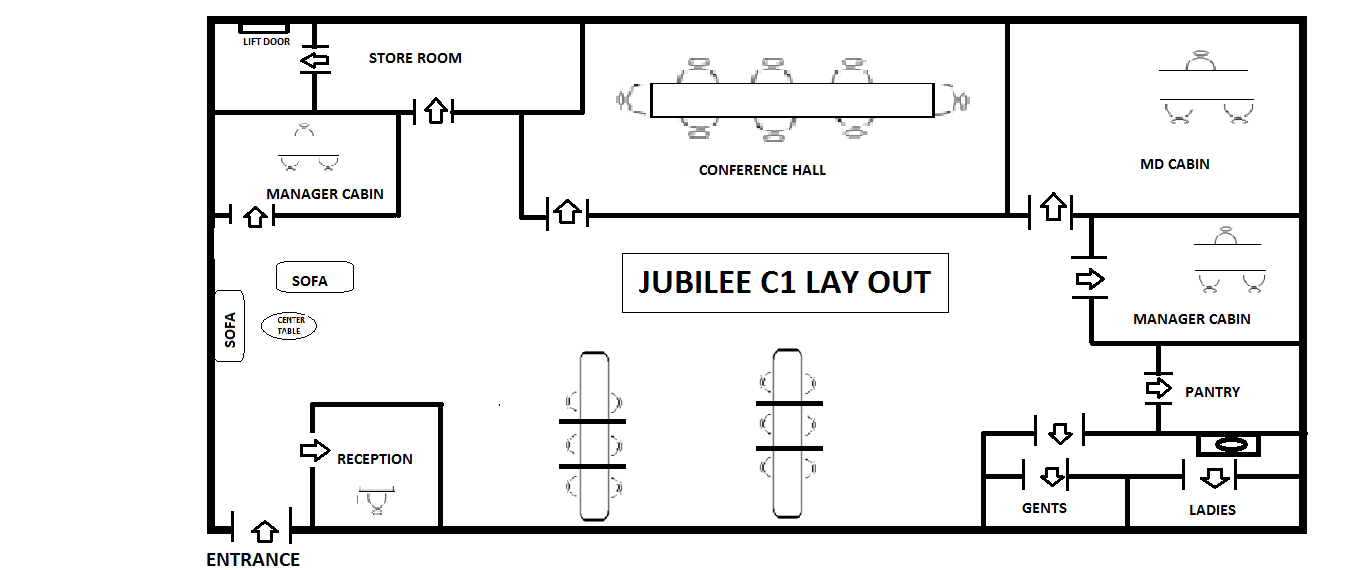 LIFT DOOR
STORE ROOM
CONFERENCE HALL
MD CABIN
MANAGER CABIN
SOFA
SOFA
CENTER
TABLE
JUBILEE C1 LAY OUT
MANAGER CABIN
PANTRY
RECEPTION
GENTS
LADIES
ENTRANCE